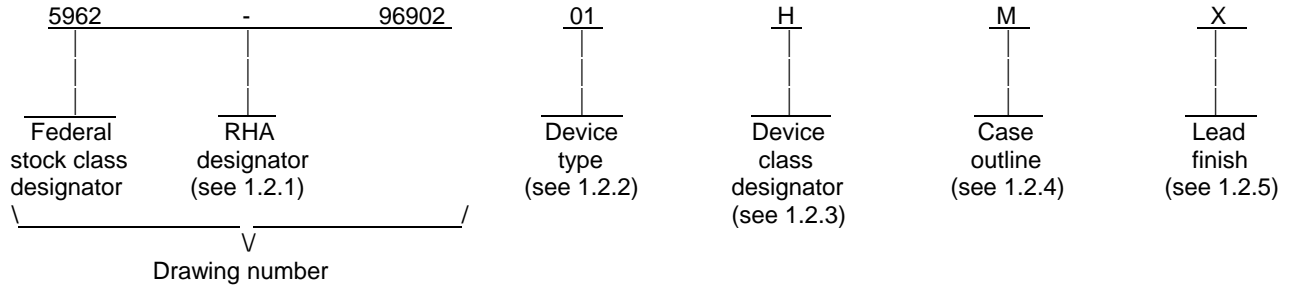 5962 - 96902 01 H M X
Federal stock class designator
RHA designator (see 1.2.1)
Device type (see 1.2.2)
Device class designator (see 1.2.3)
Case outline (see 1.2.4)
Lead finish (see 1.2.5)
\ /
\/
Drawing number